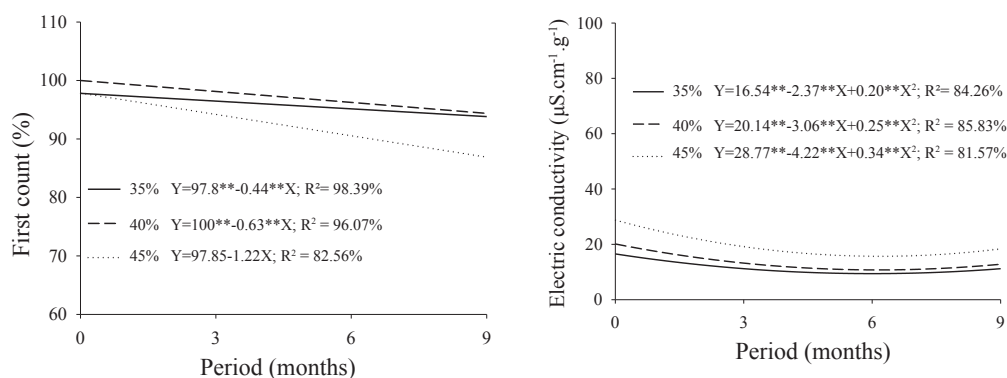 110
100
90
80
70
60
First count (%)
35% Y=97.8**-0.44**X; R²= 98.39%
40% Y=100**-0.63**X; R² = 96.07%
45% Y=97.85-1.22X; R² = 82.56%
0 3 6 9
Period (months)
100
80
60
40
20
0
Electric conductivity (µS.cm⁻¹.g⁻¹)
35% Y=16.54**-2.37**X+0.20**X²; R²= 84.26%
40% Y=20.14**-3.06**X+0.25**X²; R² = 85.83%
45% Y=28.77**-4.22**X+0.34**X²; R² = 81.57%
0 3 6 9
Period (months)